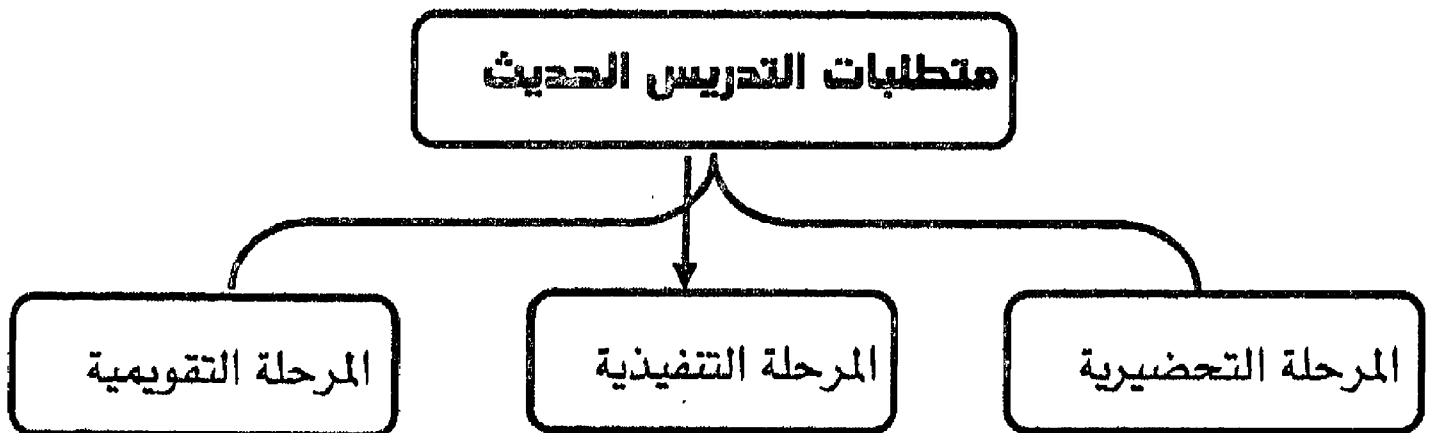 متطلبات التدريس الحديث
المرحلة التحضيرية
المرحلة التنفيذية
المرحلة التقويمية